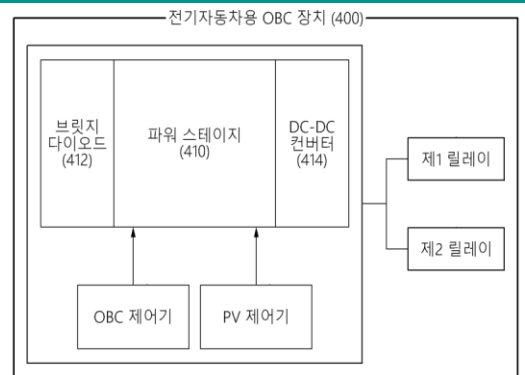 전기자동차용 OBC 장치 (400)
브릿지
다이오드
(412)
파워 스테이지
(410)
DC-DC
컨버터
(414)
제1 릴레이
제2 릴레이
OBC 제어기
PV 제어기